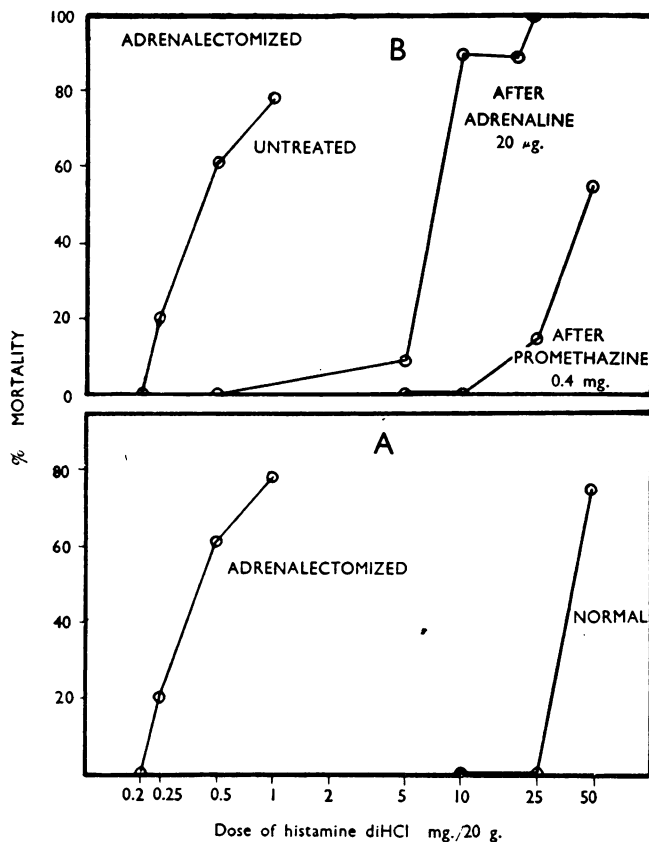 100
ADRENALECTOMIZED
B
80
UNTREATED
AFTER
ADRENALINE
20 µg.
60
40
20
AFTER
PROMETHAZINE
0.4 mg.
0
% MORTALITY
A
80
60
ADRENALECTOMIZED
40
NORMAL
20
0.2 0.25 0.5 1 2 5 10 25 50
Dose of histamine diHCl mg./20 g.